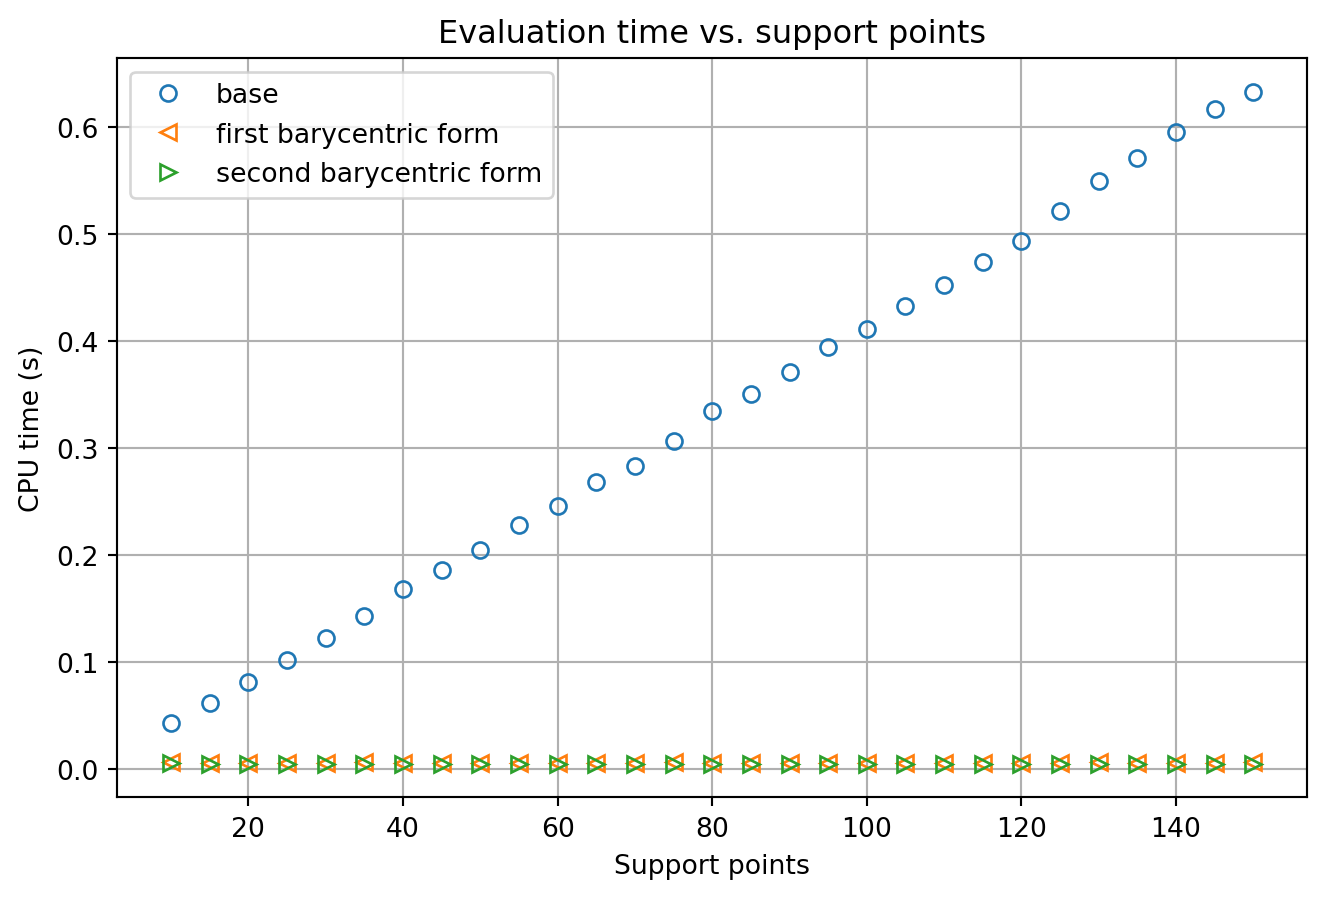 Evaluation time vs. support points
base
first barycentric form
second barycentric form
CPU time (s)
0.6
0.5
0.4
0.3
0.2
0.1
0.0
20 40 60 80 100 120 140
Support points